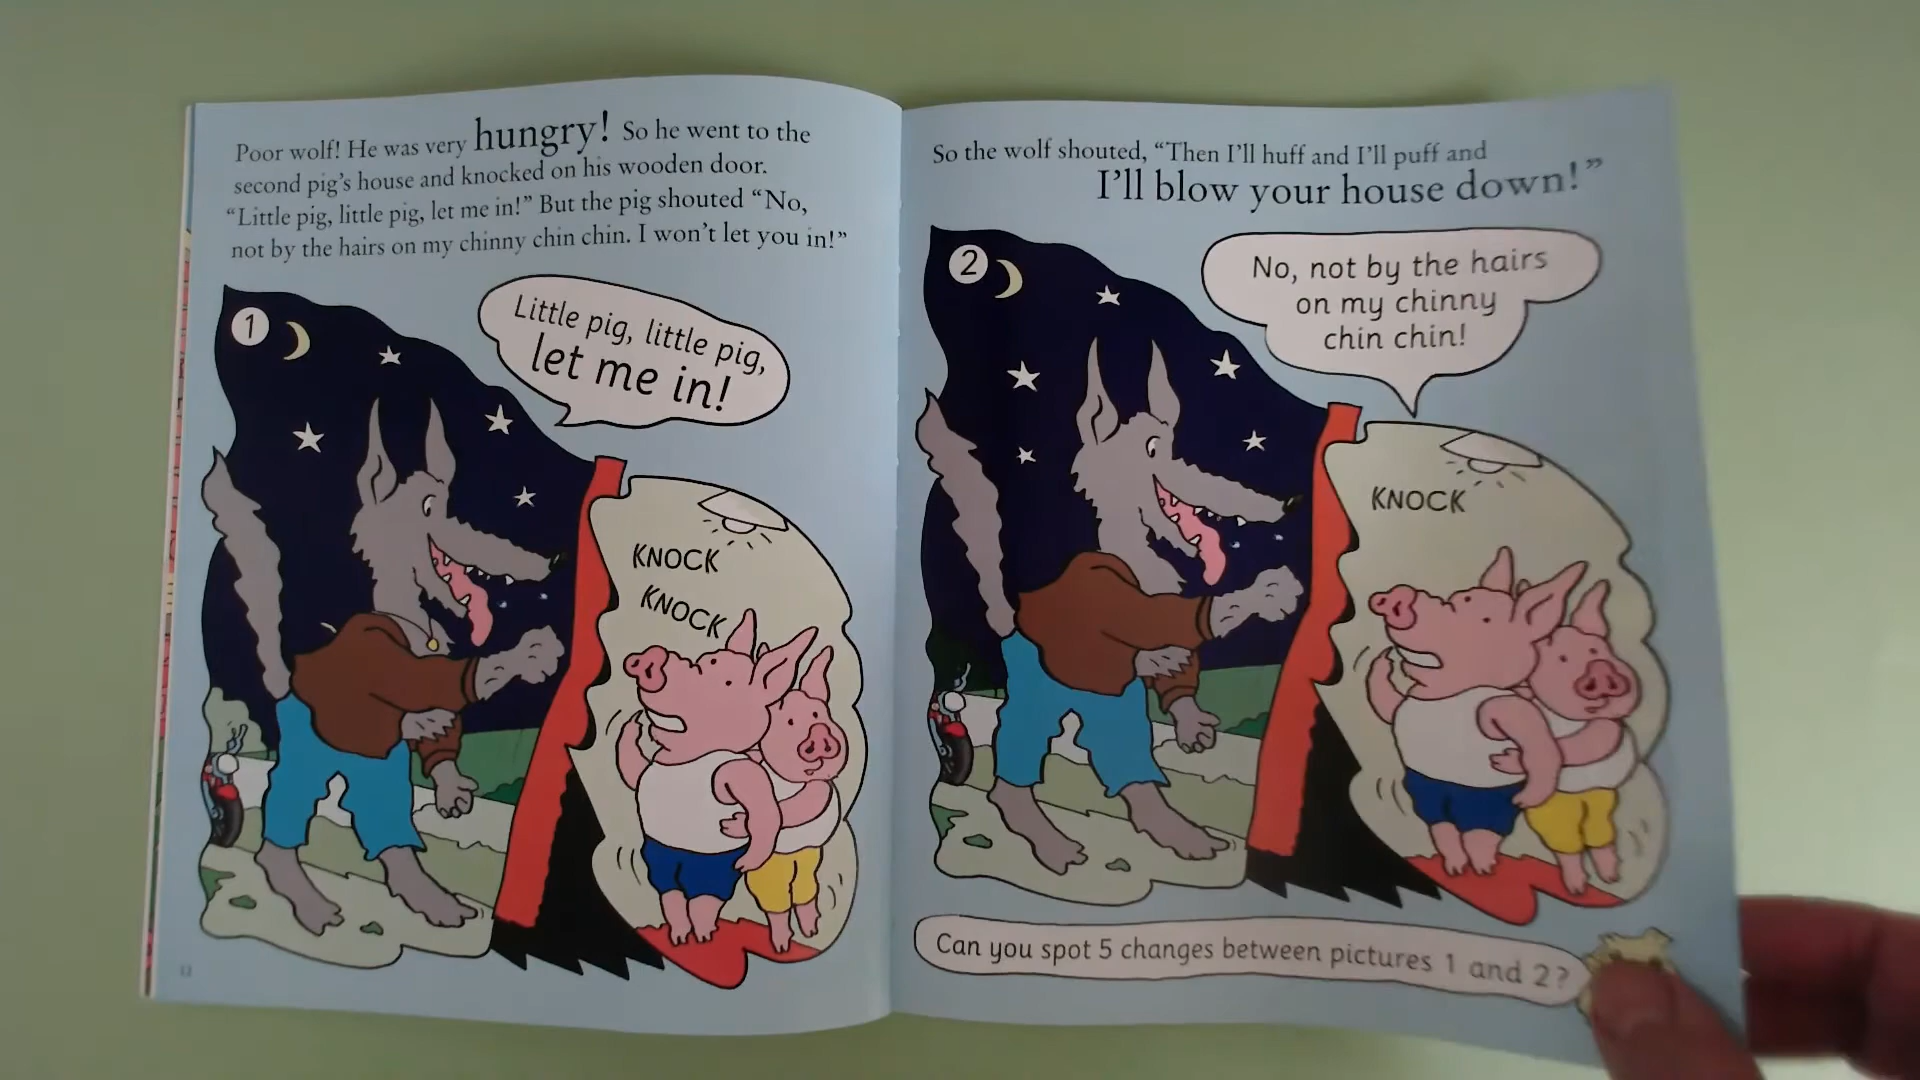 Poor wolf! He was very hungry! So he went to the
second pig's house and knocked on his wooden door.
“Little pig, little pig, let me in!” But the pig shouted “No,
not by the hairs on my chinny chin chin. I won't let you in!”
1
Little pig, little pig,
let me in!
KNOCK
KNOCK
So the wolf shouted, “Then I'll huff and I'll puff and
I'll blow your house down!”
2
No, not by the hairs
on my chinny
chin chin!
KNOCK
Can you spot 5 changes between pictures 1 and 2?